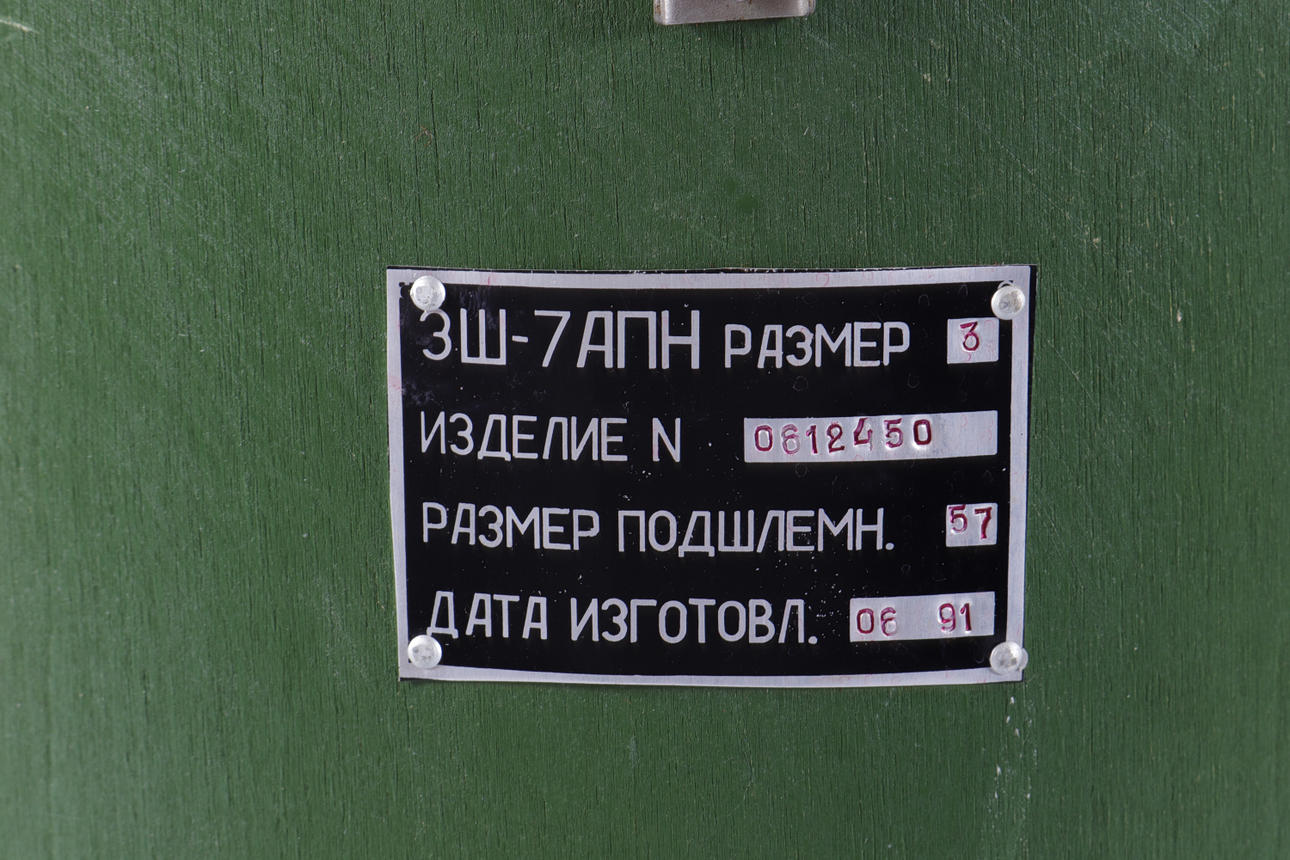 ЗШ-7АПН РАЗМЕР 3
ИЗДЕЛИЕ N 0612450
РАЗМЕР ПОДШЛЕМН. 57
ДАТА ИЗГОТОВЛ. 06 91